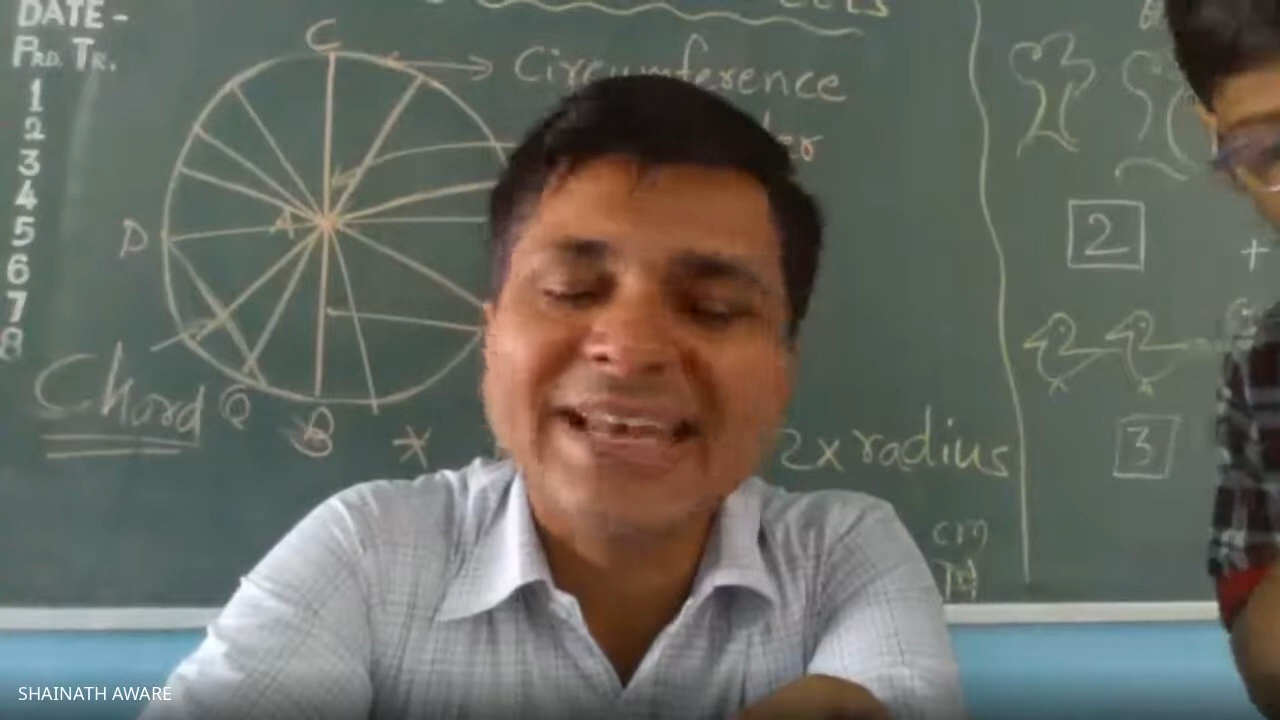 DATE -
PRD. TR.
1
2
3
4
5
6
7
8
C
Circumference
D
A
Chord
Q
B
*
2x radius
cm
2
+
3
SHAINATH AWARE